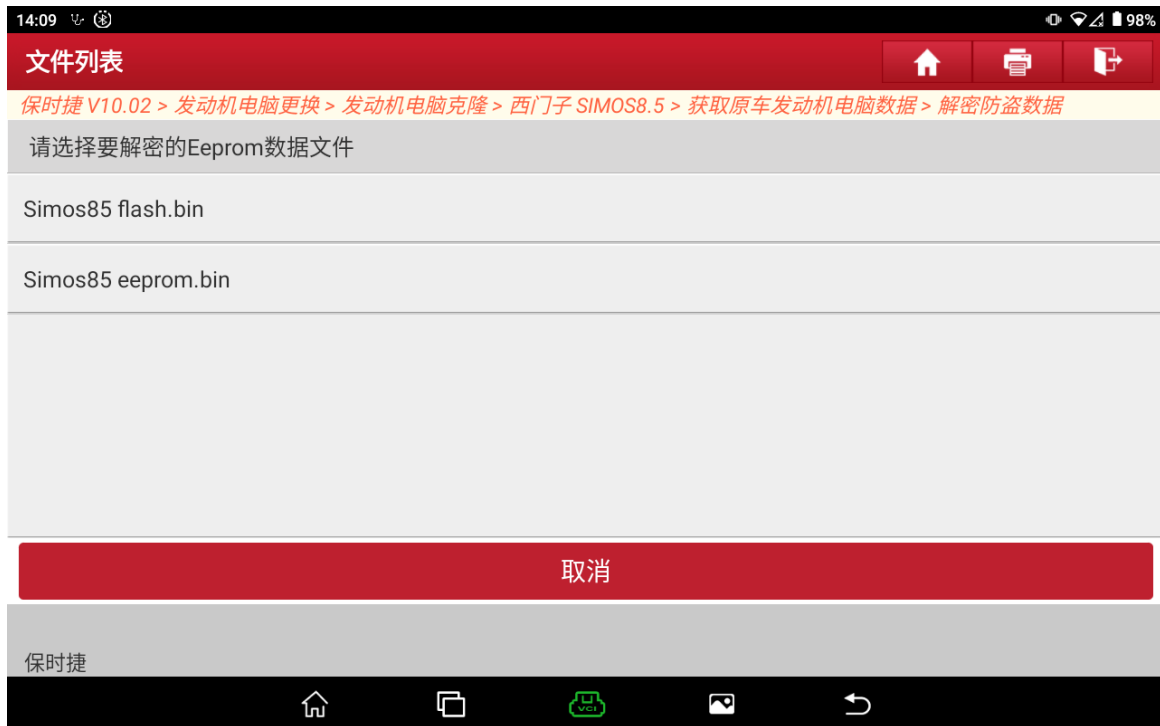 14:09 98%
文件列表
保时捷 V10.02 > 发动机电脑更换 > 发动机电脑克隆 > 西门子 SIMOS8.5 > 获取原车发动机电脑数据 > 解密防盗数据
请选择要解密的Eeprom数据文件
Simos85 flash.bin
Simos85 eeprom.bin
取消
保时捷
VCI